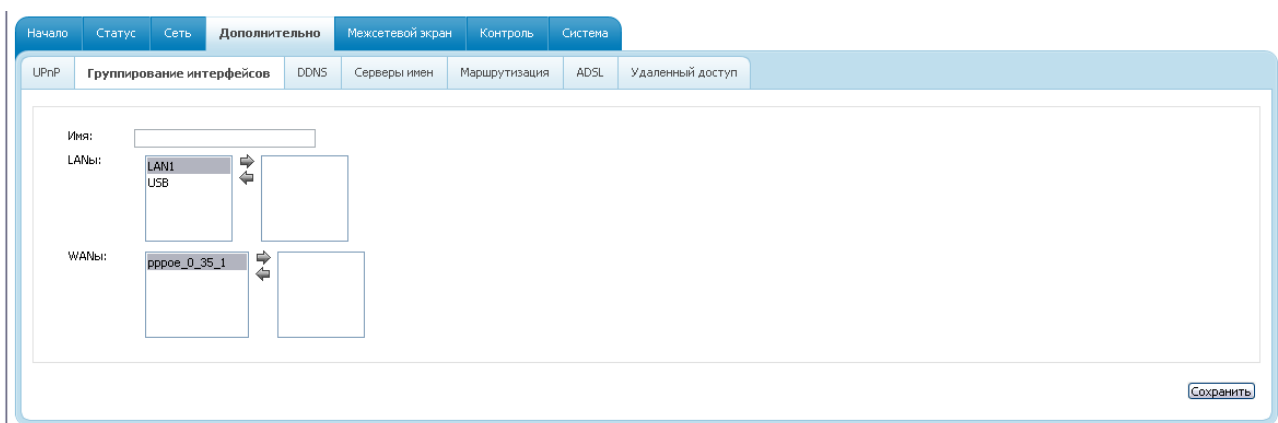 Начало Статус Сеть Дополнительно Межсетевой экран Контроль Система
UPnP Группирование интерфейсов DDNS Серверы имен Маршрутизация ADSL Удаленный доступ
Имя:
LANы:
LAN1
USB
WANы:
pppoe_0_35_1
Сохранить